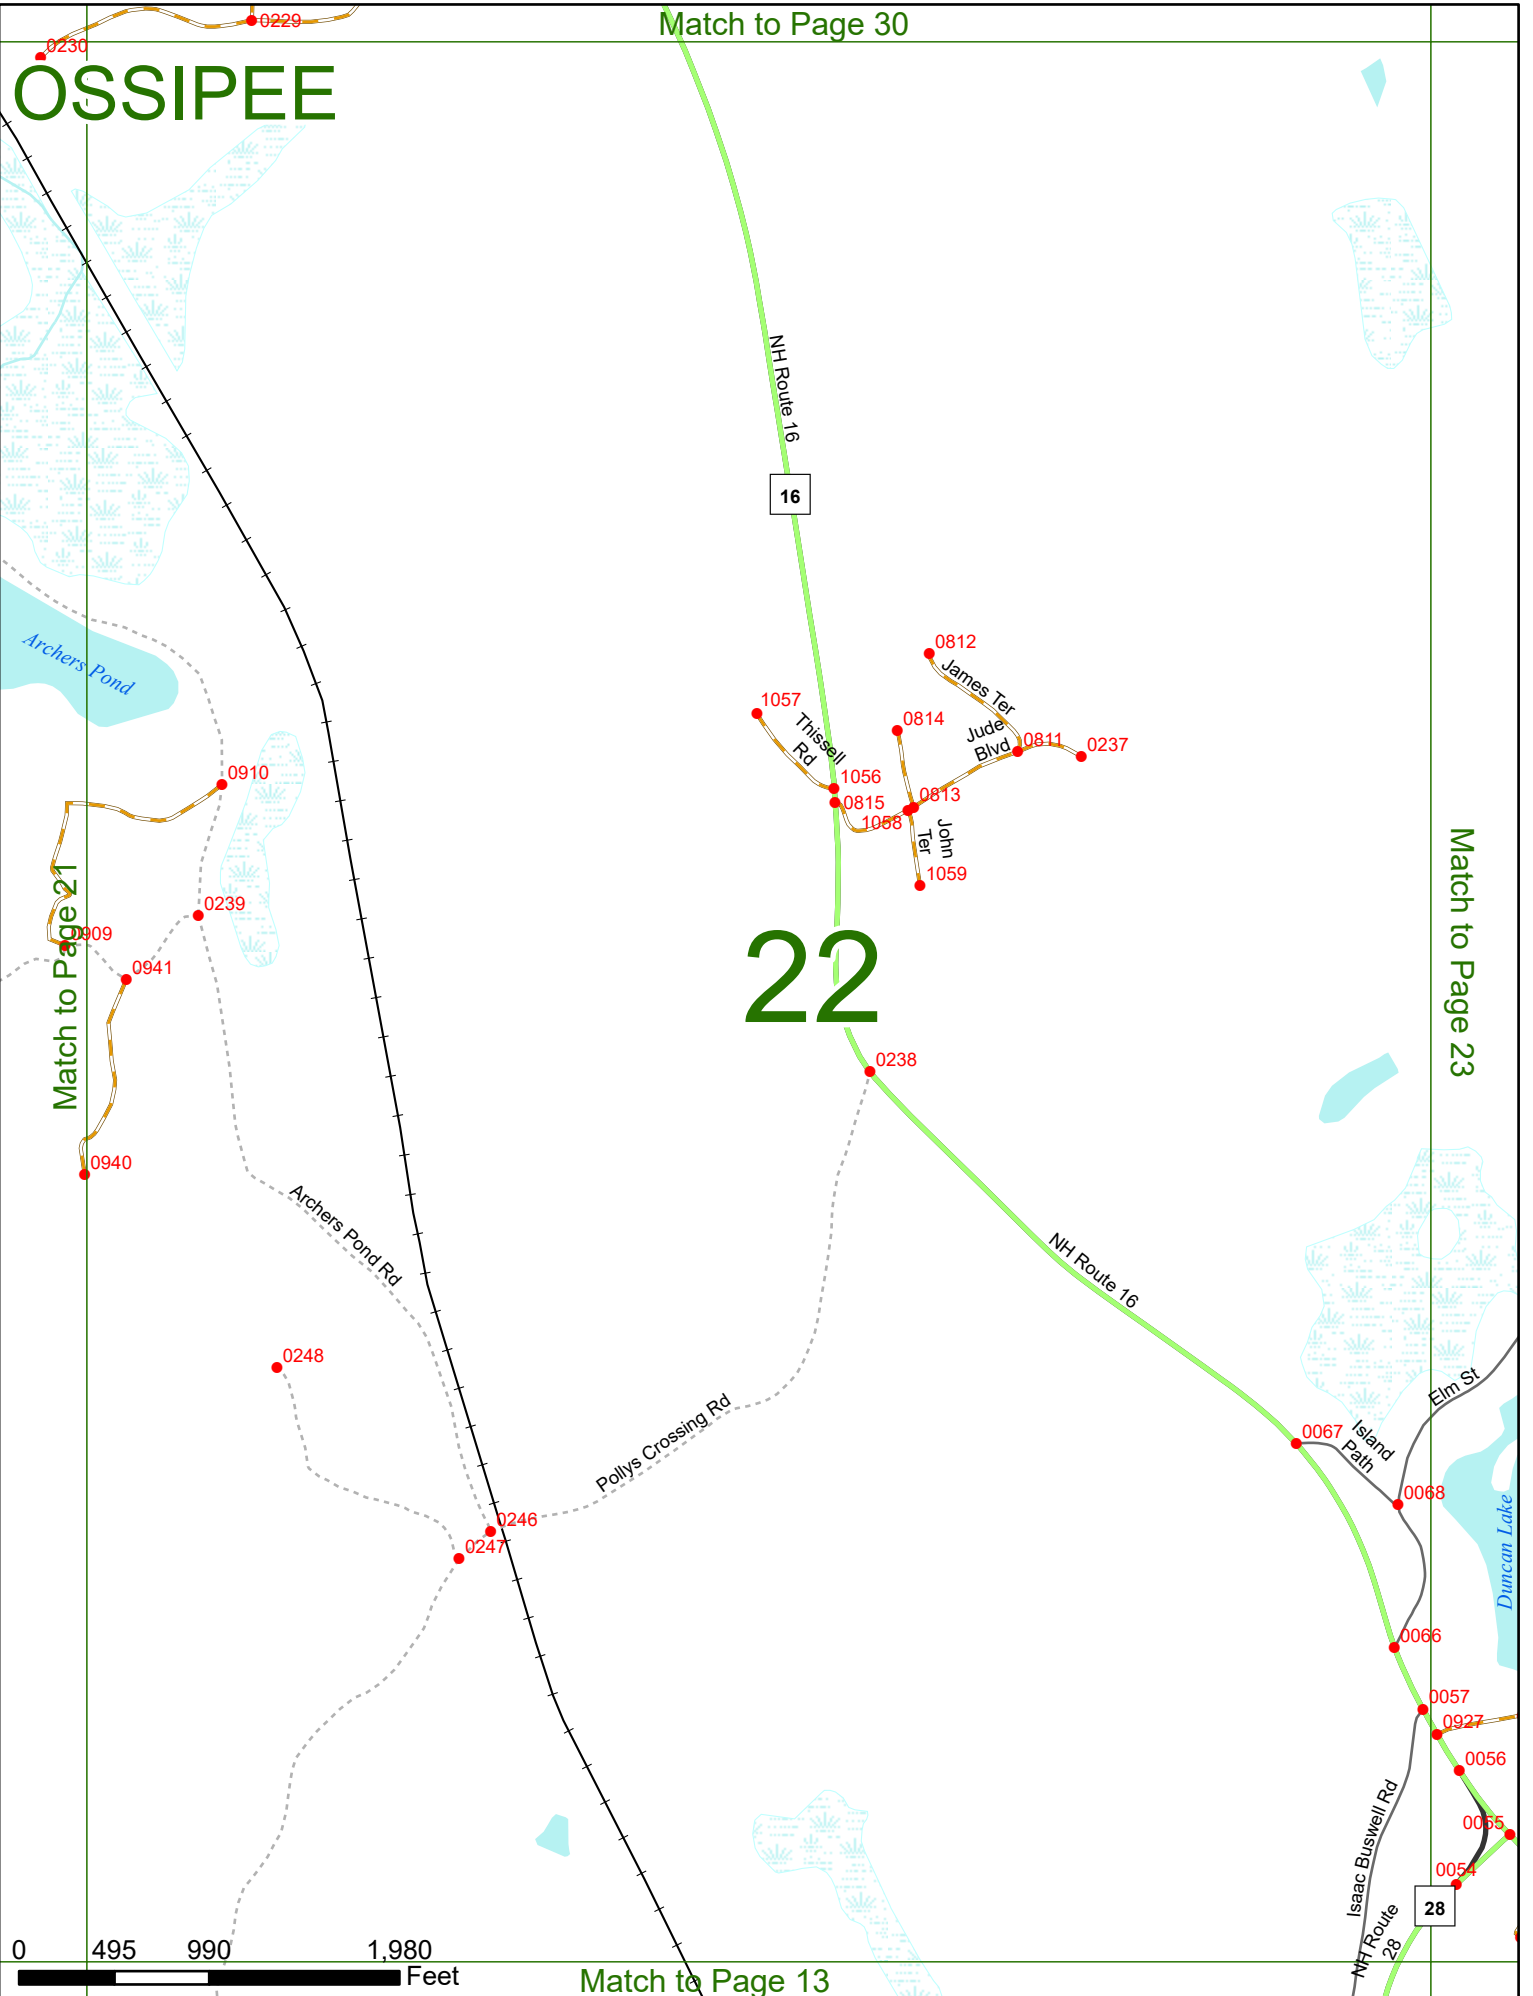 Match to Page 30
0229
0230
OSSIPEE
NH Route 16
16
Archers Pond
0812
James Ter
1057
Thissell
Rd
0814
Jude
Blvd
0811
0237
0910
1056
0815
0813
1058
John
Ter
1059
Match to Page 21
Match to Page 23
0239
0909
0941
22
0238
0940
Archers Pond Rd
NH Route 16
0248
Elm St
Pollys Crossing Rd
0067
Island
Path
0068
Duncan Lake
0246
0247
0066
0057
0927
0056
Isaac Buswell Rd
0055
0054
28
NH Route
28
0 495 990 1,980
Feet
Match to Page 13